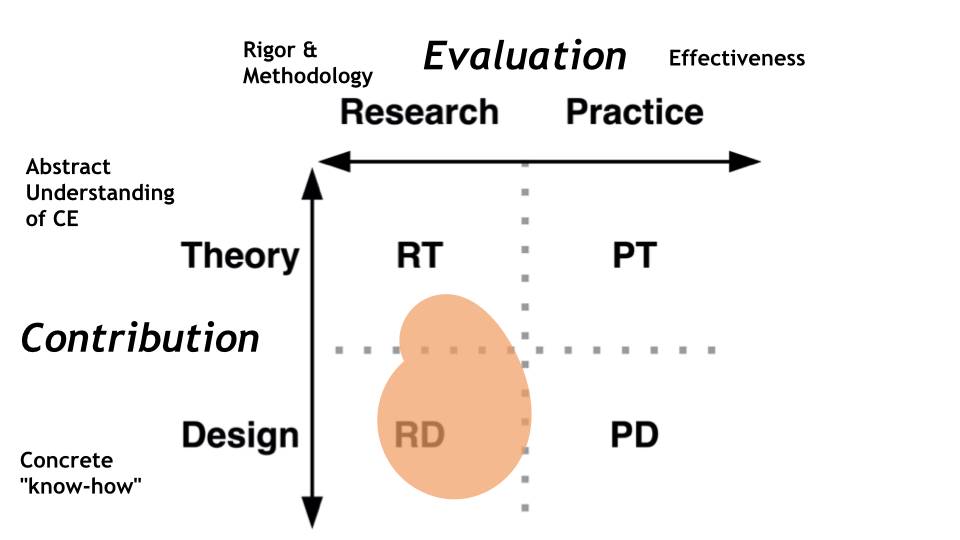 Rigor &
Methodology
Evaluation
Effectiveness
Research
Practice
Abstract
Understanding
of CE
Theory
RT
PT
Contribution
Design
RD
PD
Concrete
"know-how"